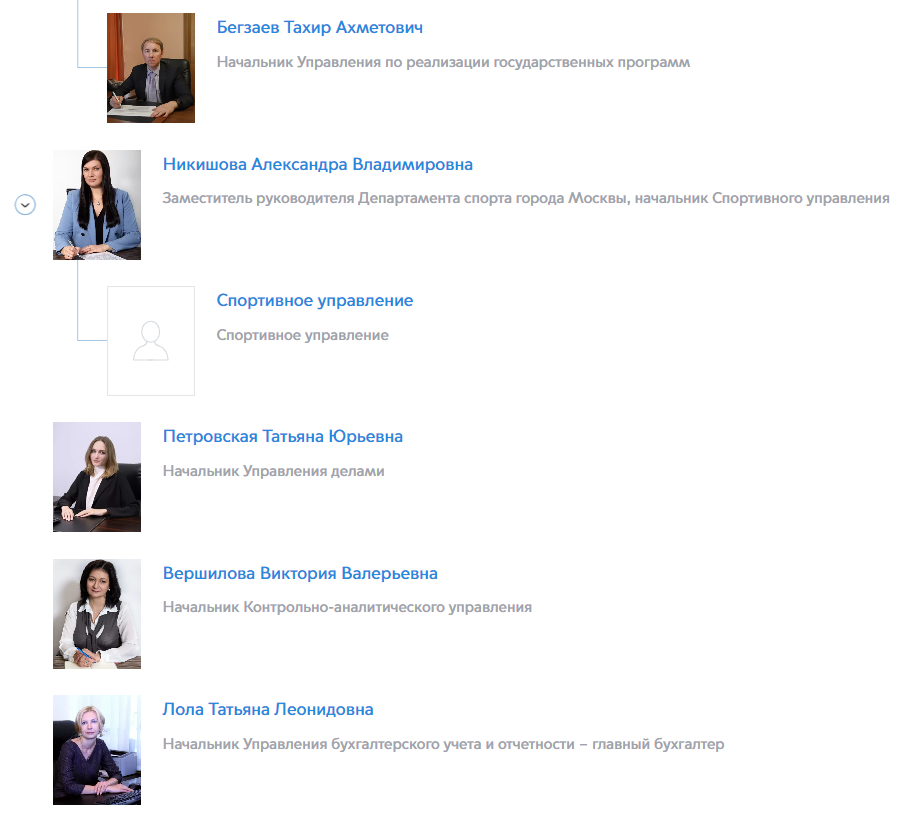 Бегзаев Тахир Ахметович
Начальник Управления по реализации государственных программ
Никишова Александра Владимировна
Заместитель руководителя Департамента спорта города Москвы, начальник Спортивного управления
Спортивное управление
Спортивное управление
Петровская Татьяна Юрьевна
Начальник Управления делами
Вершилова Виктория Валерьевна
Начальник Контрольно-аналитического управления
Лола Татьяна Леонидовна
Начальник Управления бухгалтерского учета и отчетности – главный бухгалтер